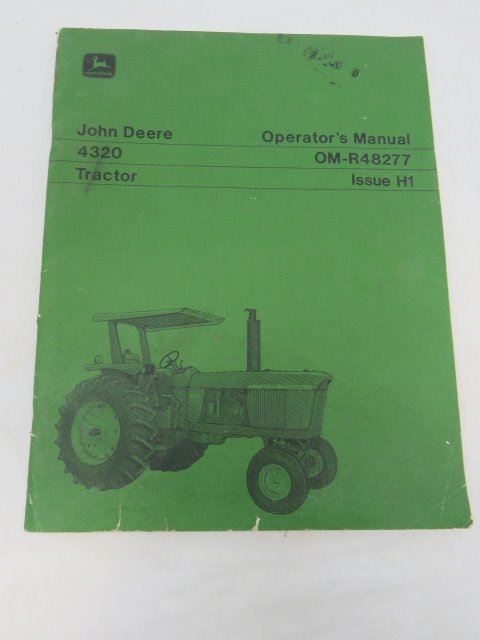 JOHN DEERE
John Deere Operator's Manual
4320 OM-R48277
Tractor Issue H1